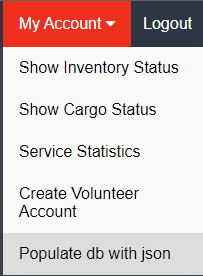 My Account Logout
Show Inventory Status
Show Cargo Status
Service Statistics
Create Volunteer
Account
Populate db with json